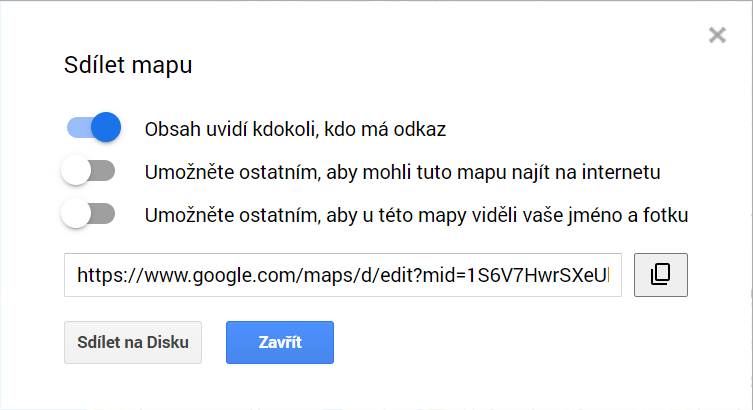 Sdílet mapu
Obsah uvidí kdokoli, kdo má odkaz
Umožněte ostatním, aby mohli tuto mapu najít na internetu
Umožněte ostatním, aby u této mapy viděli vaše jméno a fotku
https://www.google.com/maps/d/edit?mid=1S6V7HwrSXeU
Sdílet na Disku
Zavřít